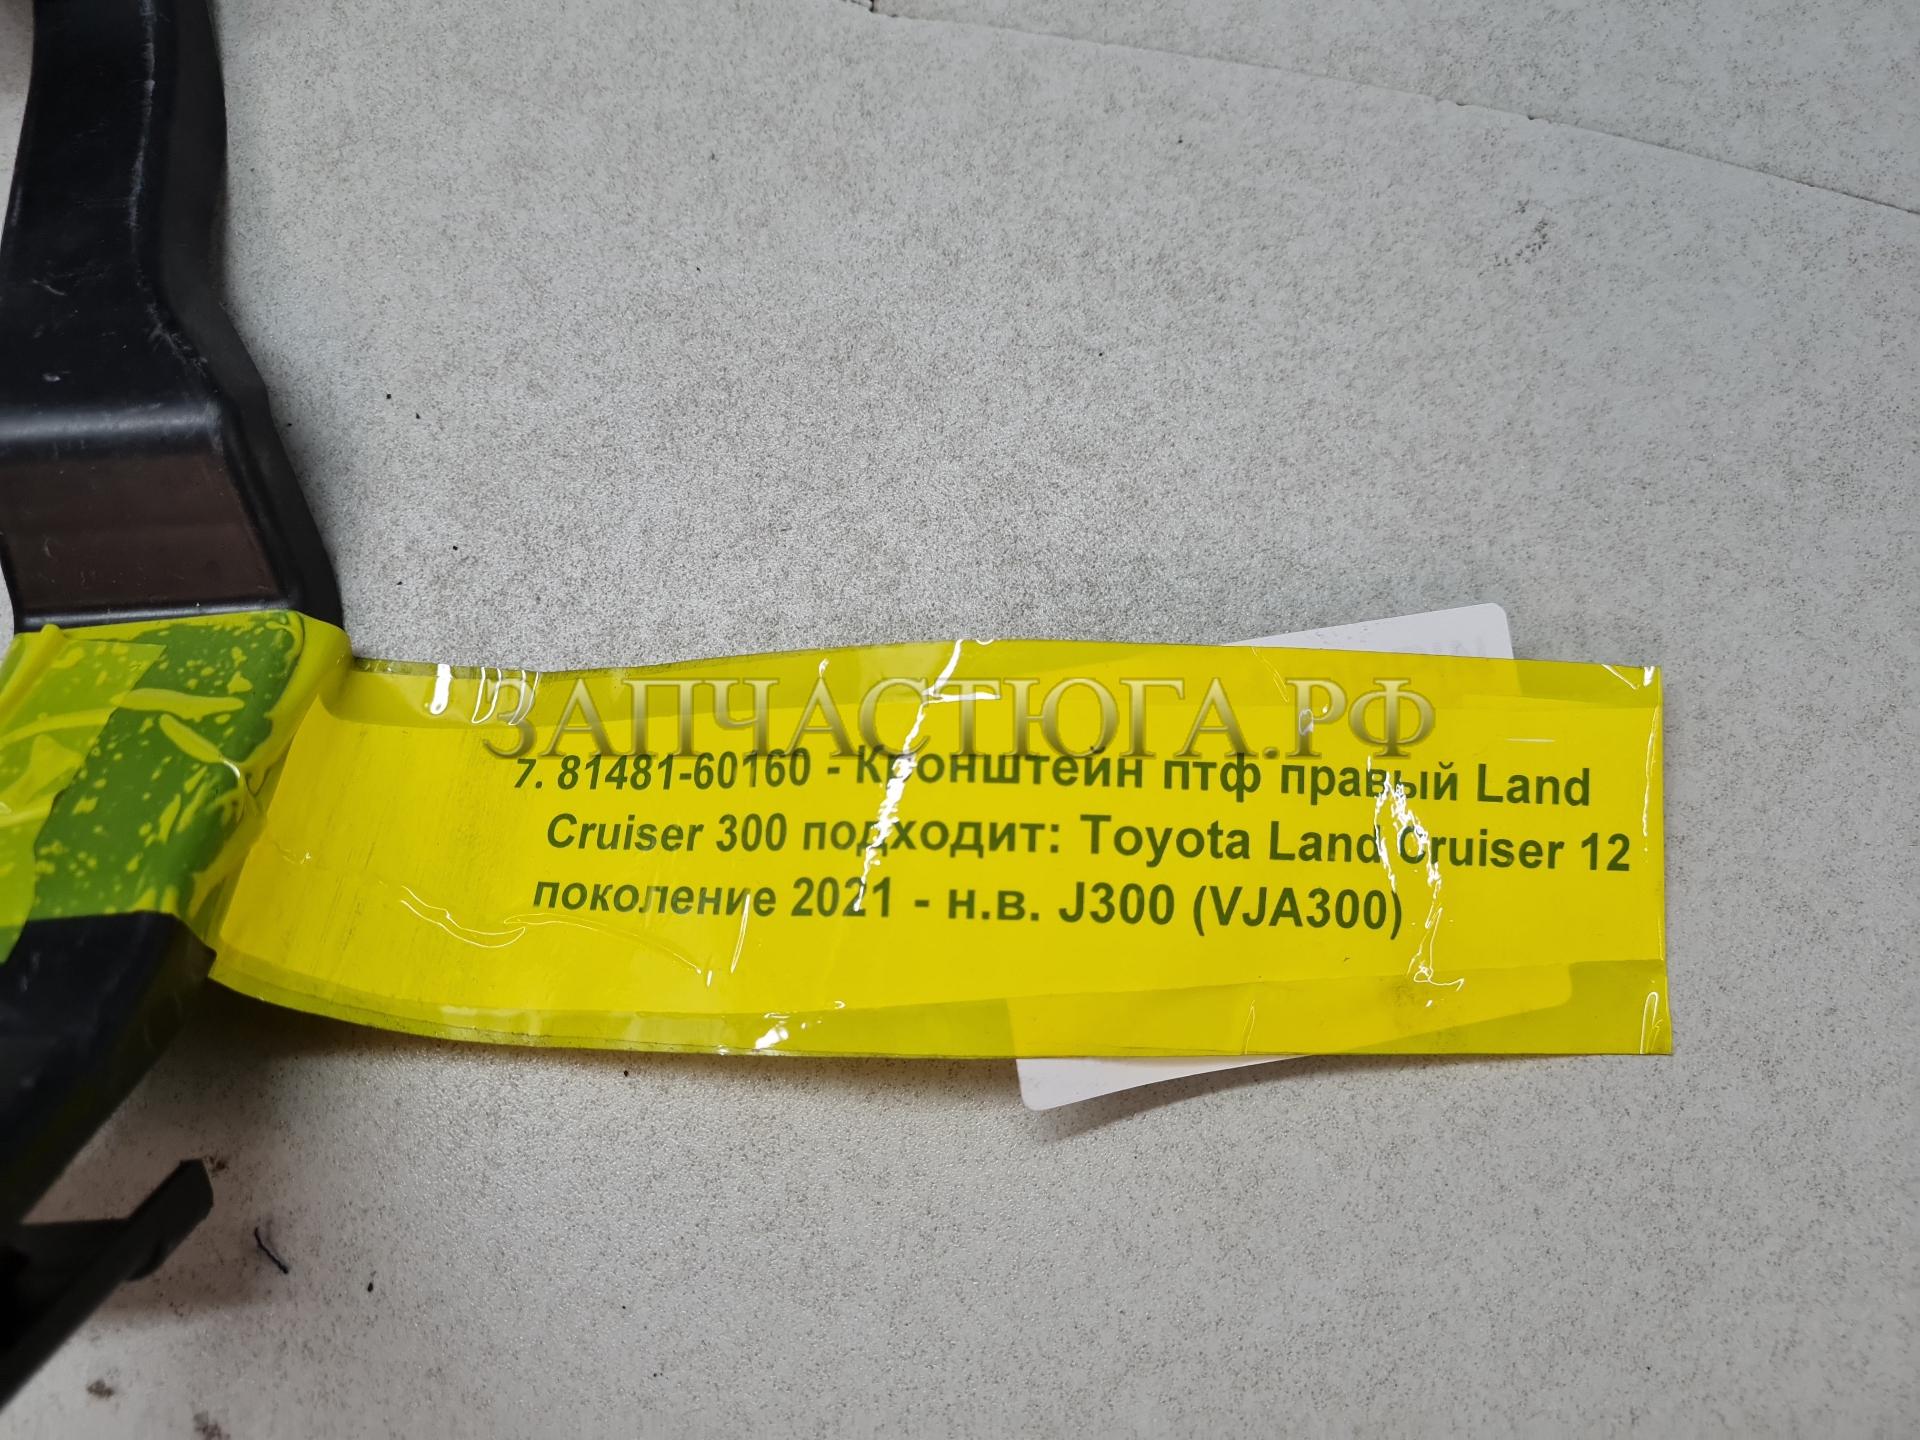 ЗАПЧАСТЮГА.РФ
7. 81481-60160 - Кронштейн птф правый Land
Cruiser 300 подходит: Toyota Land Cruiser 12
поколение 2021 - н.в. J300 (VJA300)